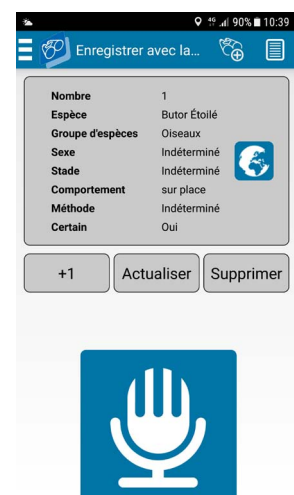 4G 90% 10:39
Enregistrer avec la...
Nombre 1
Espèce Butor Étoilé
Groupe d'espèces Oiseaux
Sexe Indéterminé
Stade Indéterminé
Comportement sur place
Méthode Indéterminé
Certain Oui
+1 Actualiser Supprimer